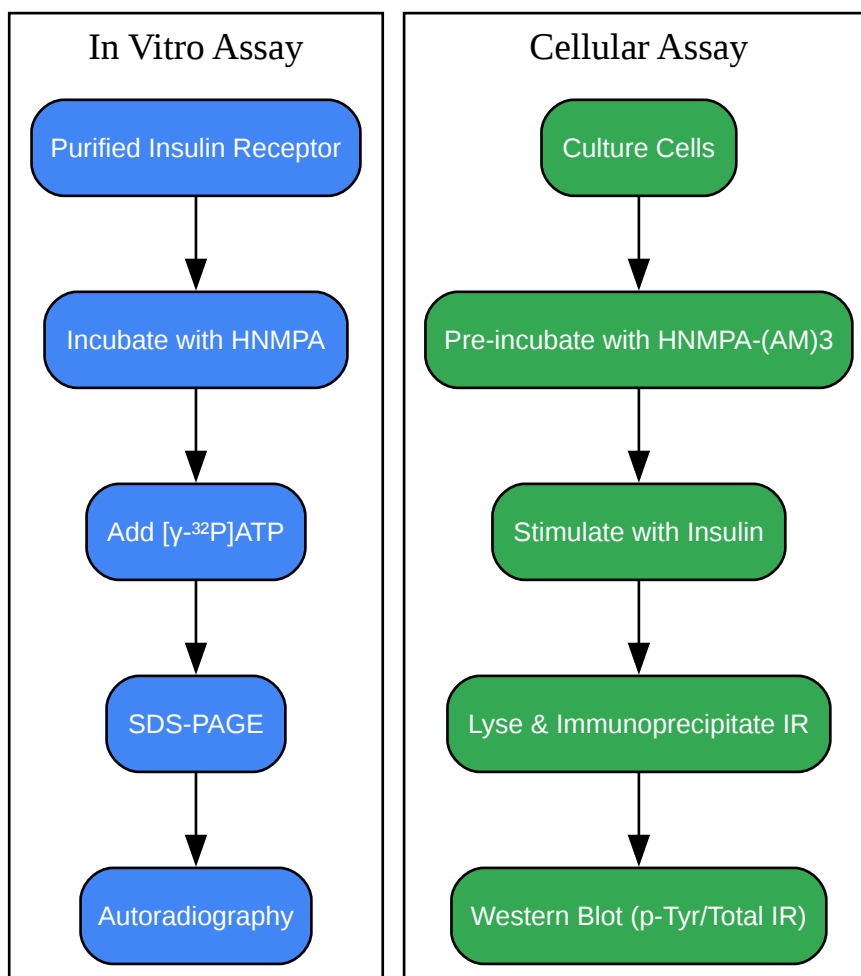 In Vitro Assay
Purified Insulin Receptor
Incubate with HNMPA
Add [γ-³²P]ATP
SDS-PAGE
Autoradiography
Cellular Assay
Culture Cells
Pre-incubate with HNMPA-(AM)3
Stimulate with Insulin
Lyse & Immunoprecipitate IR
Western Blot (p-Tyr/Total IR)